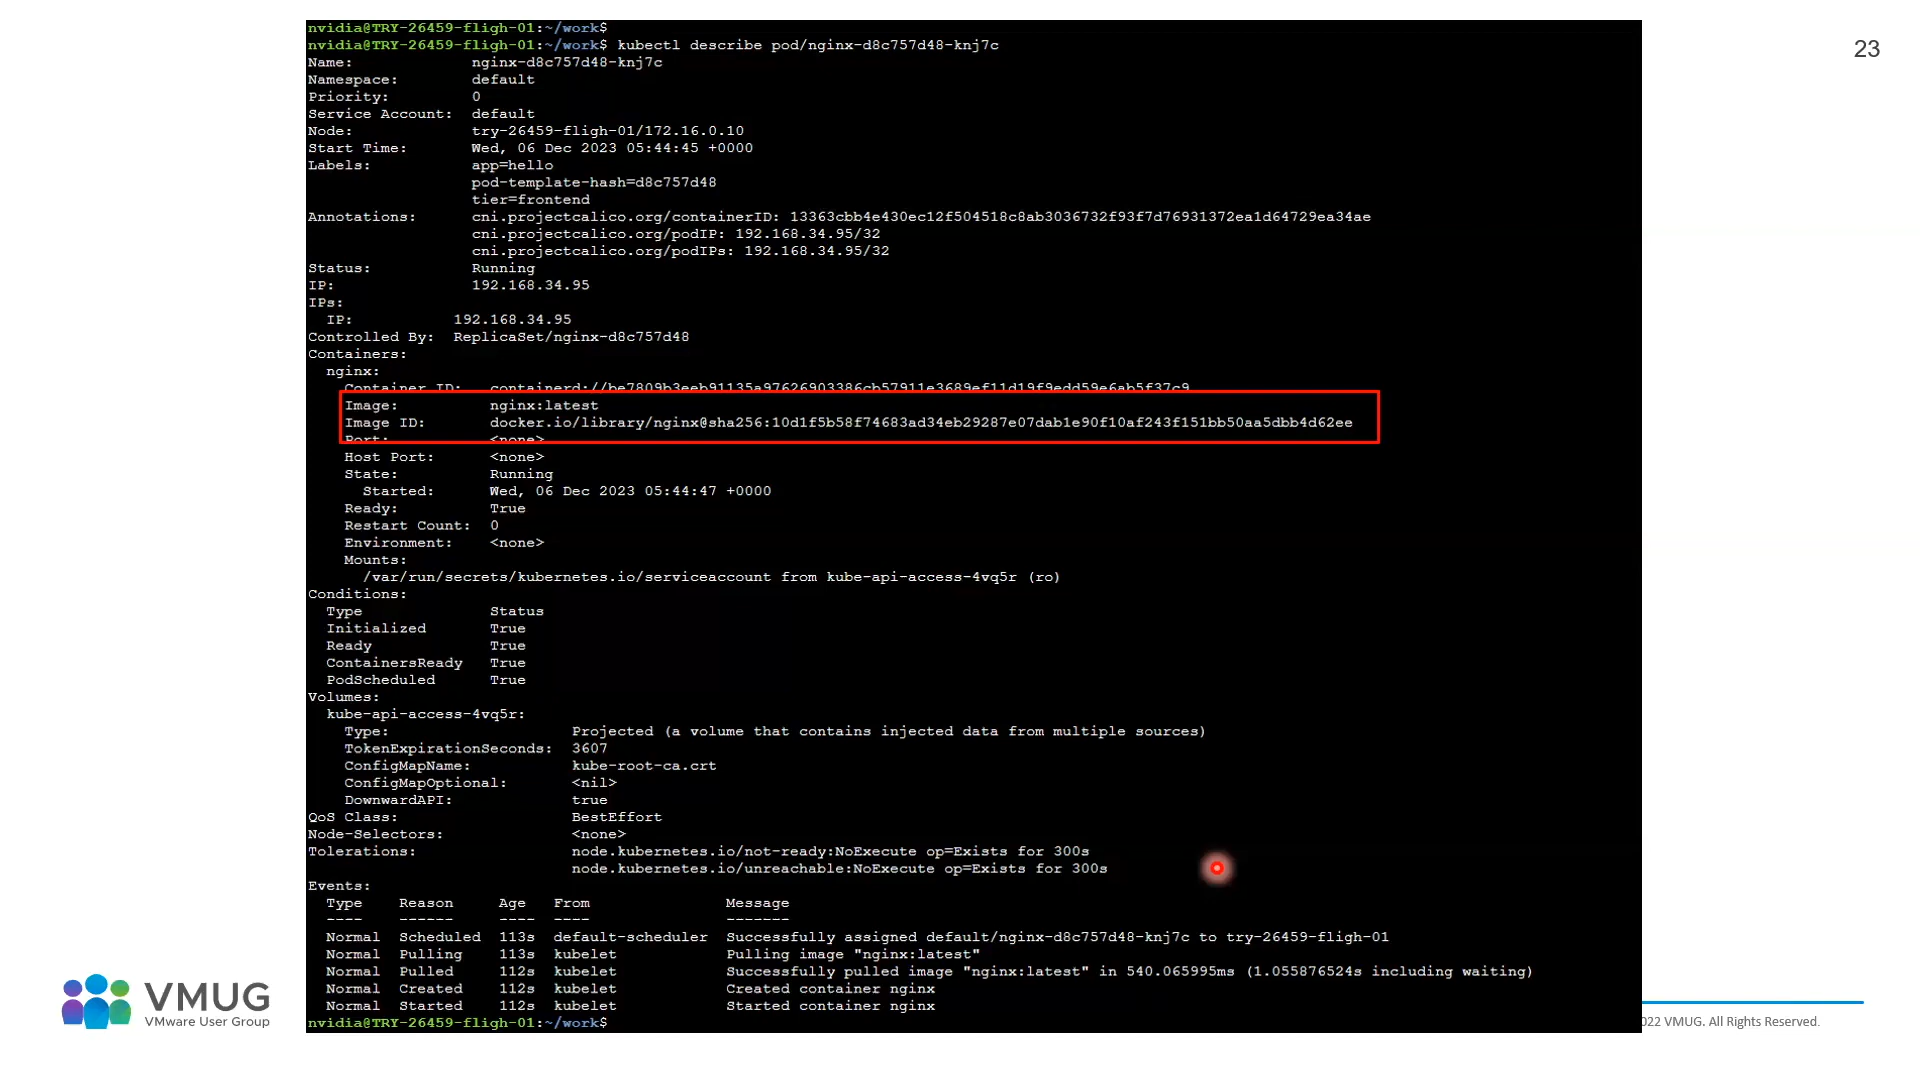 nvidia@TRY-26459-fligh-01:~/work$
nvidia@TRY-26459-fligh-01:~/work$ kubectl describe pod/nginx-d8c757d48-knj7c
Name: nginx-d8c757d48-knj7c
Namespace: default
Priority: 0
Service Account: default
Node: try-26459-fligh-01/172.16.0.10
Start Time: Wed, 06 Dec 2023 05:44:45 +0000
Labels: app=hello
pod-template-hash=d8c757d48
tier=frontend
Annotations: cni.projectcalico.org/containerID: 13363cbb4e430ec12f504518c8ab3036732f93f7d76931372ea1d64729ea34ae
cni.projectcalico.org/podIP: 192.168.34.95/32
cni.projectcalico.org/podIPs: 192.168.34.95/32
Status: Running
IP: 192.168.34.95
IPs:
IP: 192.168.34.95
Controlled By: ReplicaSet/nginx-d8c757d48
Containers:
nginx:
Container ID: containerd://be7809b3eeb91135a97626903386cb57911e3689ef11d19f9edd59e6ab5f37c9
Image: nginx:latest
Image ID: docker.io/library/nginx@sha256:10d1f5b58f74683ad34eb29287e07dab1e90f10af243f151bb50aa5dbb4d62ee
Port: <none>
Host Port: <none>
State: Running
Started: Wed, 06 Dec 2023 05:44:47 +0000
Ready: True
Restart Count: 0
Environment: <none>
Mounts:
/var/run/secrets/kubernetes.io/serviceaccount from kube-api-access-4vq5r (ro)
Conditions:
Type Status
Initialized True
Ready True
ContainersReady True
PodScheduled True
Volumes:
kube-api-access-4vq5r:
Type: Projected (a volume that contains injected data from multiple sources)
TokenExpirationSeconds: 3607
ConfigMapName: kube-root-ca.crt
ConfigMapOptional: <nil>
DownwardAPI: true
QoS Class: BestEffort
Node-Selectors: <none>
Tolerations: node.kubernetes.io/not-ready:NoExecute op=Exists for 300s
node.kubernetes.io/unreachable:NoExecute op=Exists for 300s
Events:
Type Reason Age From Message
---- ------ ---- ---- -------
Normal Scheduled 113s default-scheduler Successfully assigned default/nginx-d8c757d48-knj7c to try-26459-fligh-01
Normal Pulling 113s kubelet Pulling image "nginx:latest"
Normal Pulled 112s kubelet Successfully pulled image "nginx:latest" in 540.065995ms (1.055876524s including waiting)
Normal Created 112s kubelet Created container nginx
Normal Started 112s kubelet Started container nginx
nvidia@TRY-26459-fligh-01:~/work$
23
VMUG
VMware User Group
022 VMUG. All Rights Reserved.